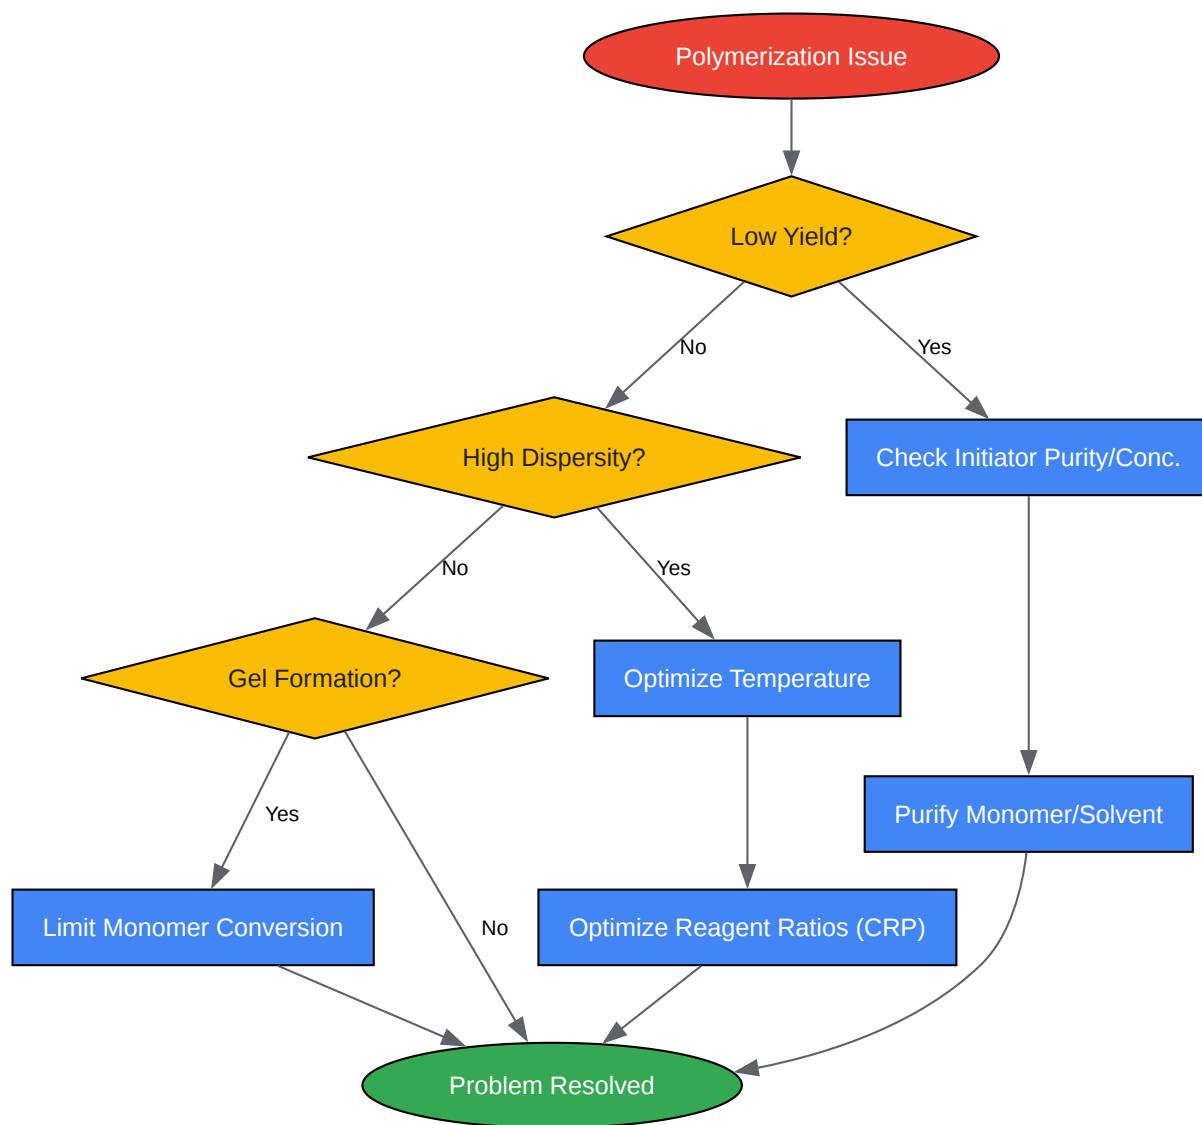 Polymerization Issue
Low Yield?
No
Yes
High Dispersity?
Check Initiator Purity/Conc.
No
Yes
Gel Formation?
Optimize Temperature
Yes
Purify Monomer/Solvent
Limit Monomer Conversion
No
Optimize Reagent Ratios (CRP)
Problem Resolved